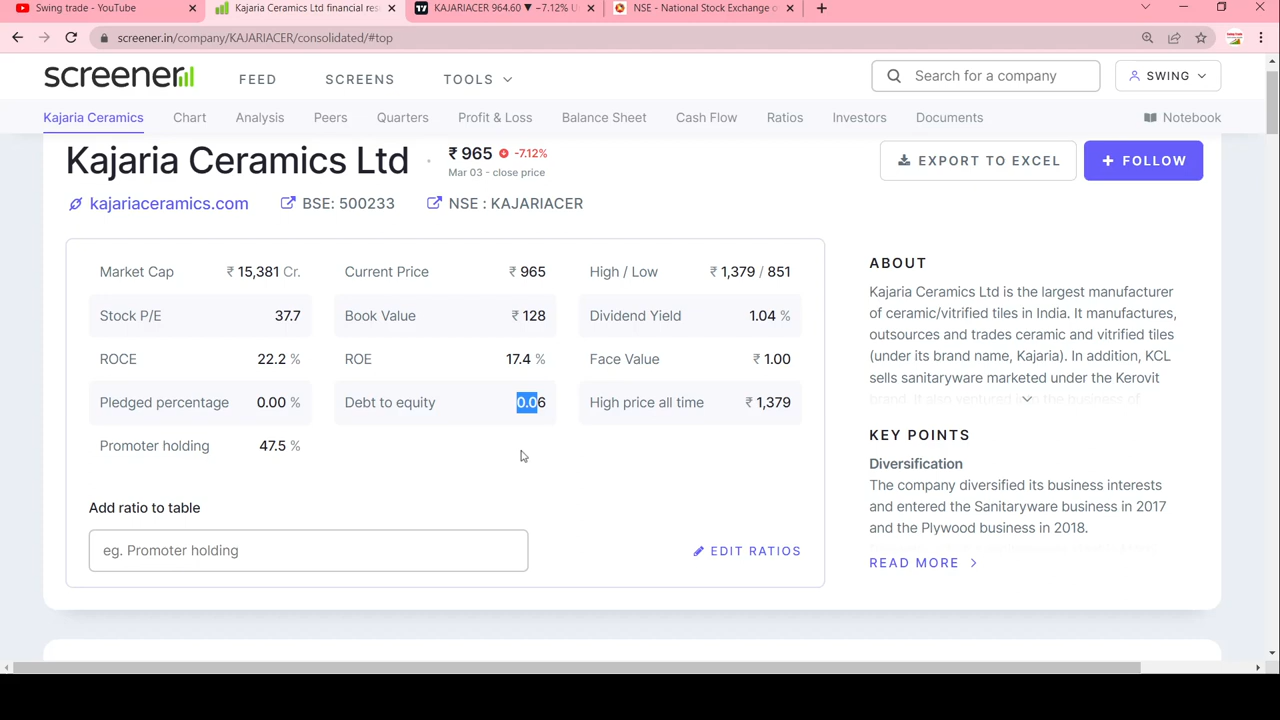 Swing trade - YouTube
Kajaria Ceramics Ltd financial res
KAJARIACER 964.60 ▼ −7.12% U
NSE - National Stock Exchange o
screener.in/company/KAJARIACER/consolidated/#top
screener
FEED
SCREENS
TOOLS
Search for a company
SWING
Kajaria Ceramics
Chart
Analysis
Peers
Quarters
Profit & Loss
Balance Sheet
Cash Flow
Ratios
Investors
Documents
Notebook
Kajaria Ceramics Ltd
₹ 965 -7.12%
Mar 03 - close price
EXPORT TO EXCEL
+ FOLLOW
kajariaceramics.com
BSE: 500233
NSE : KAJARIACER
Market Cap ₹ 15,381 Cr.
Current Price ₹ 965
High / Low ₹ 1,379 / 851
Stock P/E 37.7
Book Value ₹ 128
Dividend Yield 1.04 %
ROCE 22.2 %
ROE 17.4 %
Face Value ₹ 1.00
Pledged percentage 0.00 %
Debt to equity 0.06
High price all time ₹ 1,379
Promoter holding 47.5 %
Add ratio to table
eg. Promoter holding
EDIT RATIOS
ABOUT
Kajaria Ceramics Ltd is the largest manufacturer
of ceramic/vitrified tiles in India. It manufactures,
outsources and trades ceramic and vitrified tiles
(under its brand name, Kajaria). In addition, KCL
sells sanitaryware marketed under the Kerovit
brand. It also ventured into the business of
KEY POINTS
Diversification
The company diversified its business interests
and entered the Sanitaryware business in 2017
and the Plywood business in 2018.
READ MORE